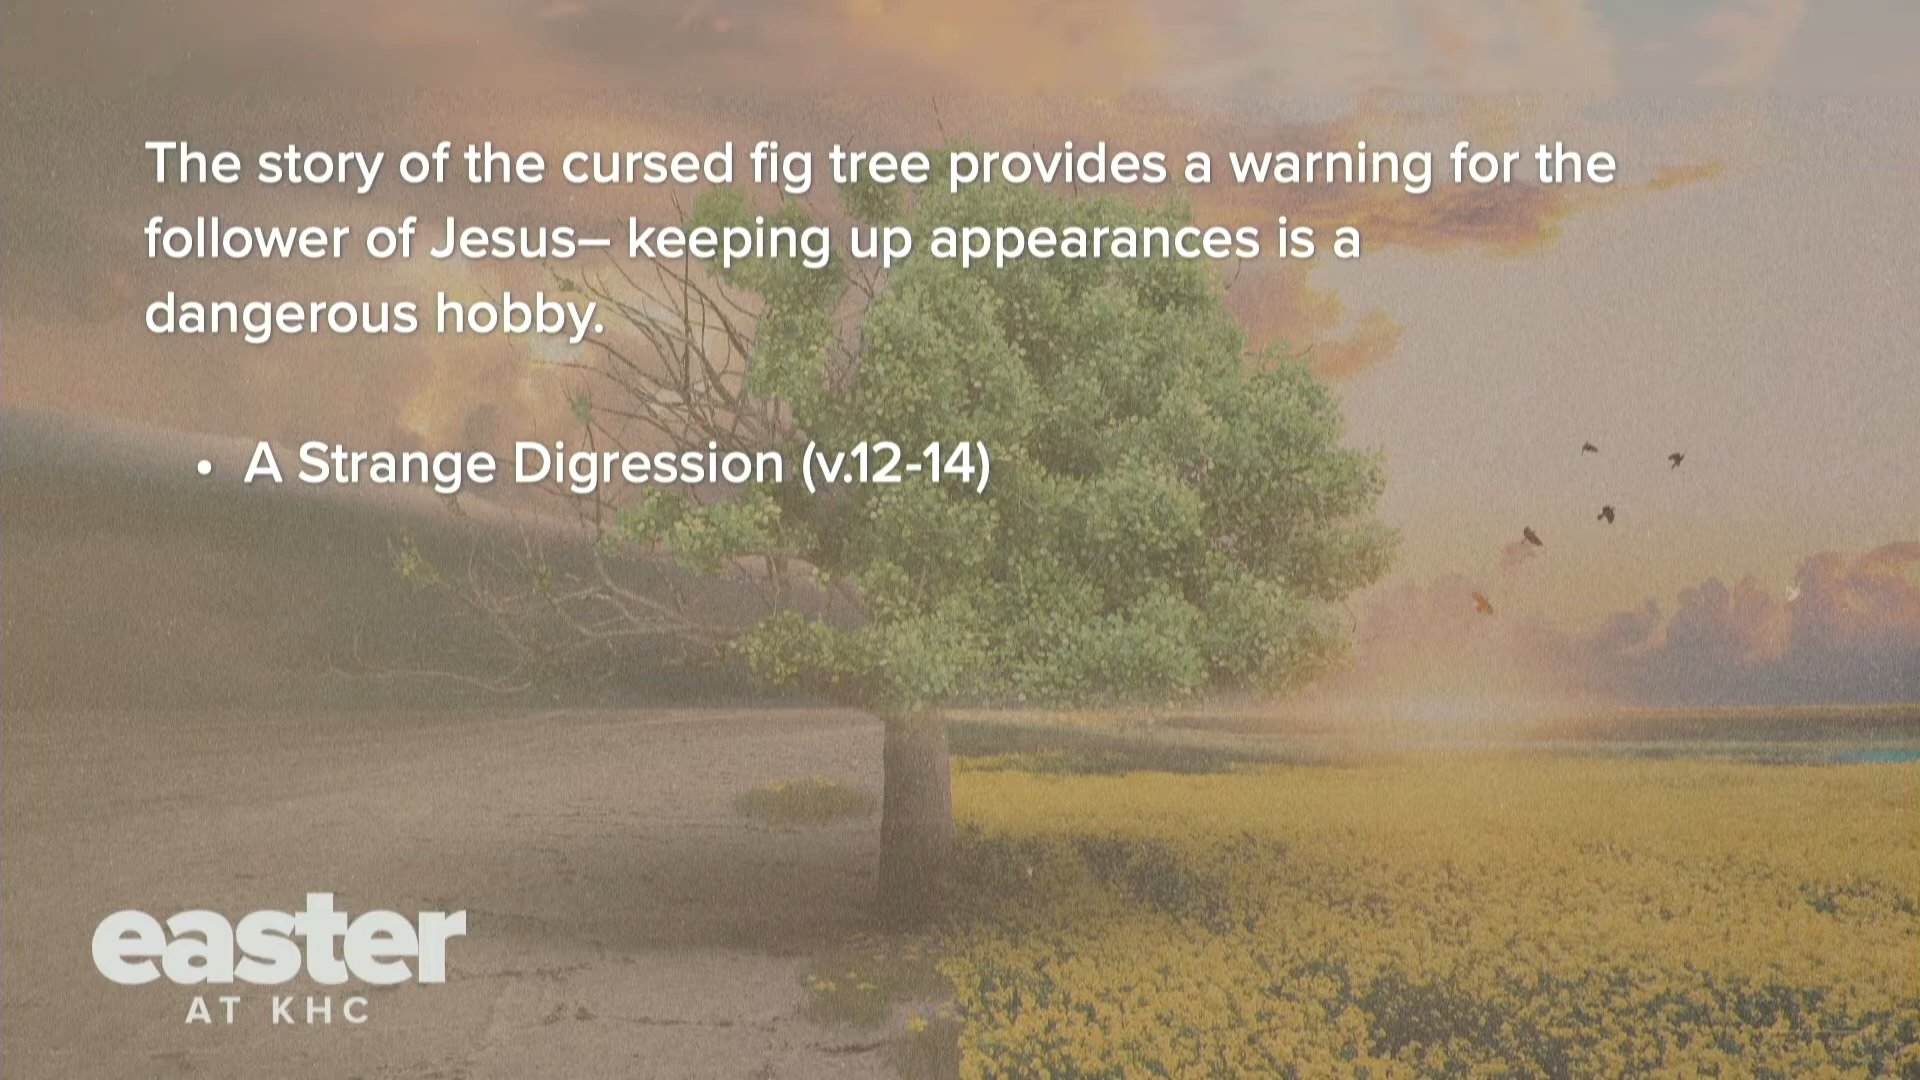 The story of the cursed fig tree provides a warning for the
follower of Jesus– keeping up appearances is a
dangerous hobby.
• A Strange Digression (v.12-14)
easter
AT KHC